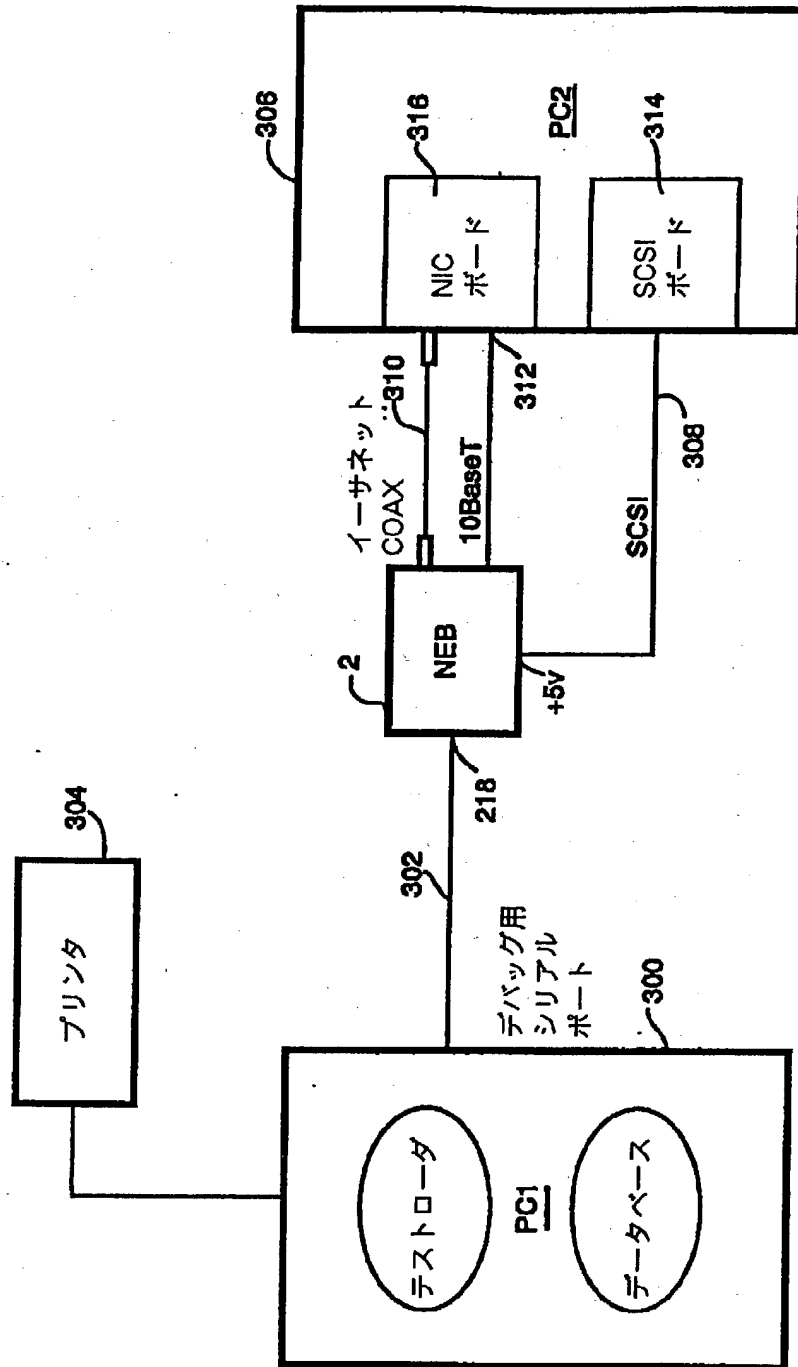 プリンタ
304
テストローダ
PC1
データベース
300
デバッグ用
シリアル
ポート
302
218
2
NEB
+5v
イーサネット
COAX
310
10BaseT
312
SCSI
308
306
NIC
ボード
316
PC2
SCSI
ボード
314